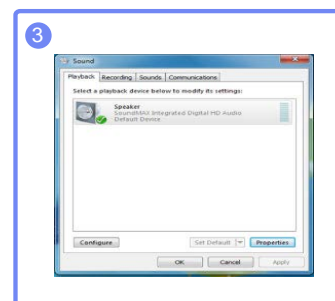 3
Sound
Playback Recording Sounds Communications
Select a playback device below to modify its settings:
Speaker
SoundMAX Integrated Digital HD Audio
Default Device
Configure Set Default Properties
OK Cancel Apply